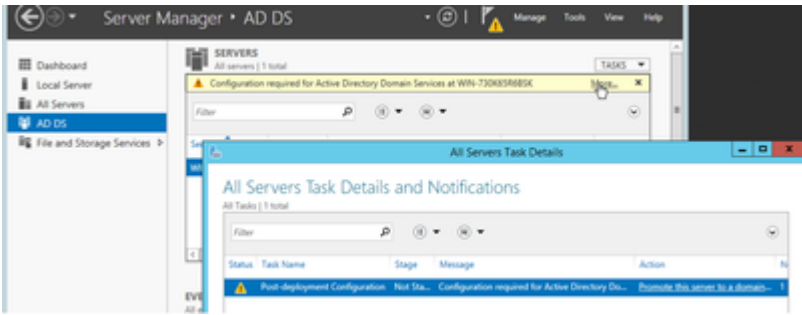 Server Manager • AD DS
Manage Tools View Help
Dashboard
Local Server
All Servers
AD DS
File and Storage Services
SERVERS
All servers | 1 total
TASKS
Configuration required for Active Directory Domain Services at
More...
Filter
All Servers Task Details
All Servers Task Details and Notifications
All Tasks | 1 total
Filter
Status Task Name Stage Message Action
Post-deployment Configuration Not Sta... Configuration required for Active Directory Do... Promote this server to a domain... 1